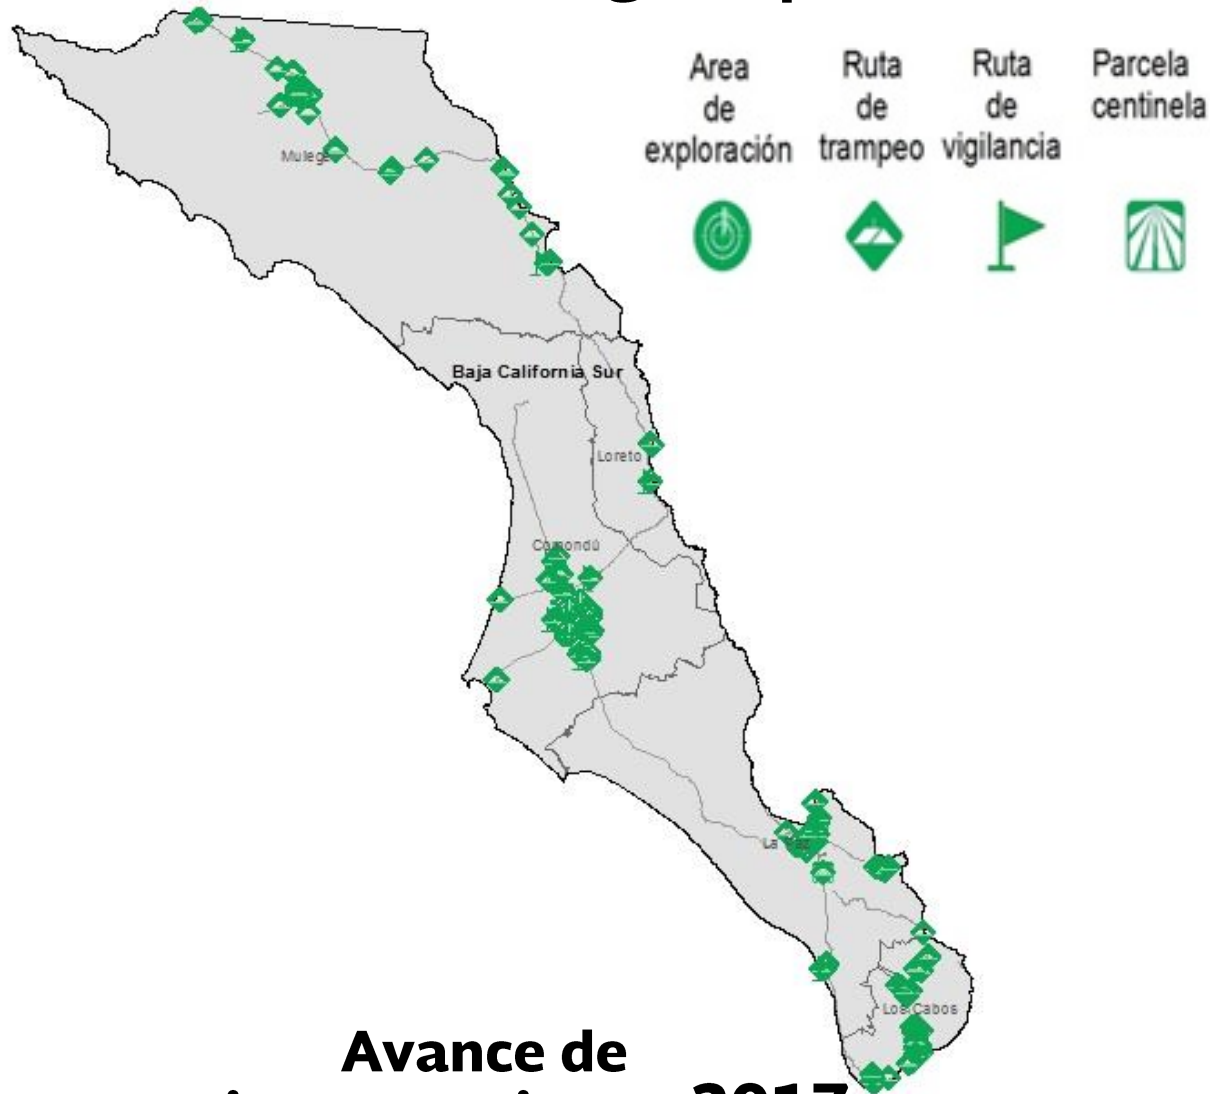 Area
de
exploración
Ruta
de
trampeo
Ruta
de
vigilancia
Parcela
centinela
Mulegé
Baja California Sur
Loreto
Comondú
La Paz
Los Cabos
Avance de
2017